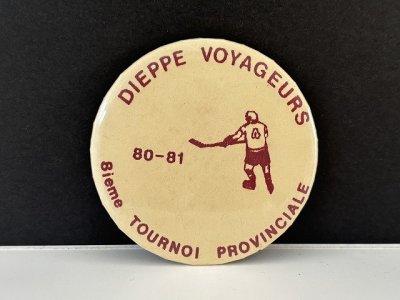 DIEPPE VOYAGEURS
80-81
8ieme TOURNOI PROVINCIALE